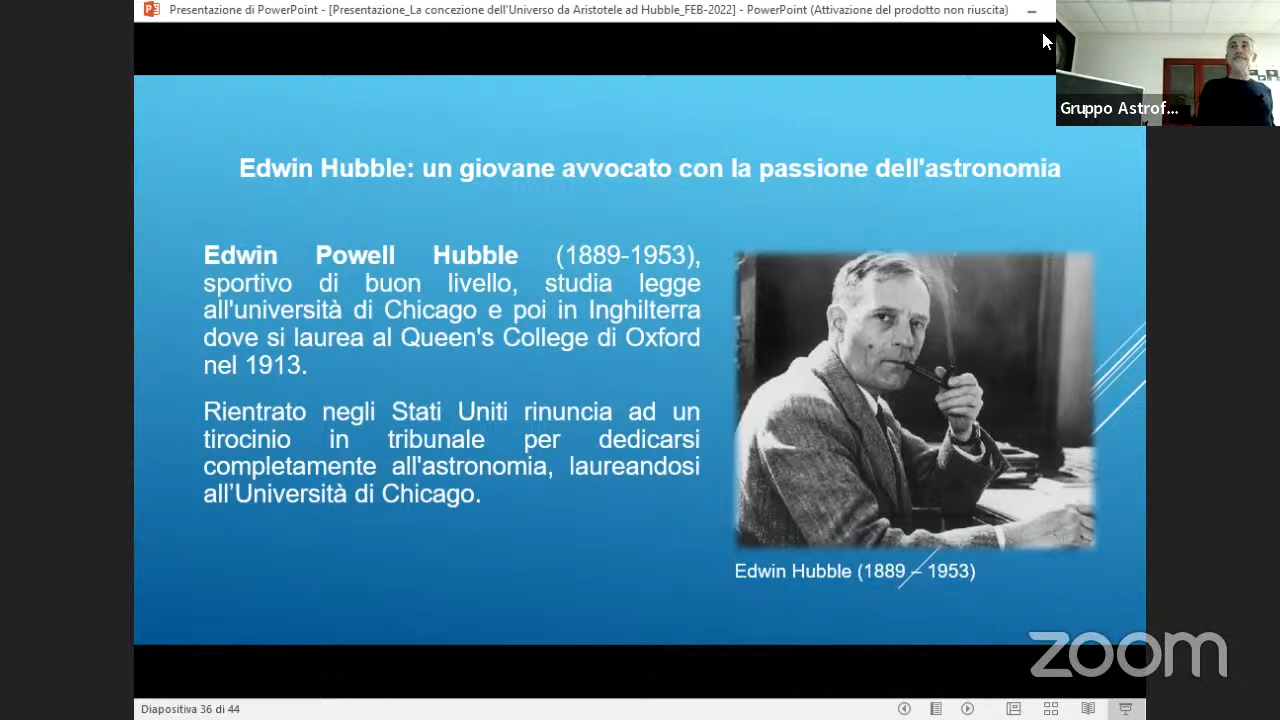 Presentazione di PowerPoint - [Presentazione_La concezione dell'Universo da Aristotele ad Hubble_FEB-2022] - PowerPoint (Attivazione del prodotto non riuscita)
Gruppo Astrof...
Edwin Hubble: un giovane avvocato con la passione dell'astronomia
Edwin Powell Hubble (1889-1953),
sportivo di buon livello, studia legge
all'università di Chicago e poi in Inghilterra
dove si laurea al Queen's College di Oxford
nel 1913.
Rientrato negli Stati Uniti rinuncia ad un
tirocinio in tribunale per dedicarsi
completamente all'astronomia, laureandosi
all’Università di Chicago.
Edwin Hubble (1889 – 1953)
zoom
Diapositiva 36 di 44